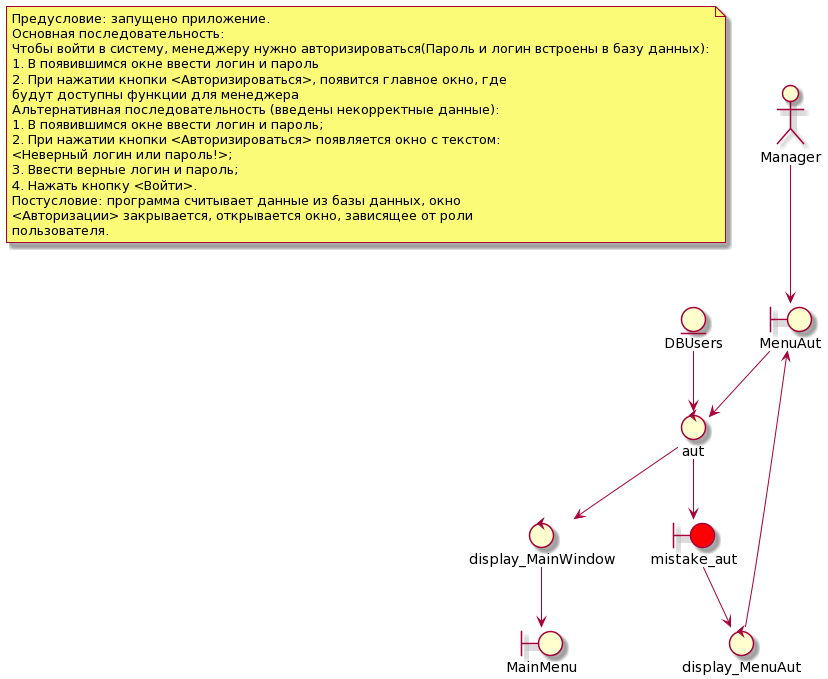 Предусловие: запущено приложение.
Основная последовательность:
Чтобы войти в систему, менеджеру нужно авторизироваться(Пароль и логин встроены в базу данных):
1. В появившимся окне ввести логин и пароль
2. При нажатии кнопки <Авторизироваться>, появится главное окно, где
будут доступны функции для менеджера
Альтернативная последовательность (введены некорректные данные):
1. В появившимся окне ввести логин и пароль;
2. При нажатии кнопки <Авторизироваться> появляется окно с текстом:
<Неверный логин или пароль!>;
3. Ввести верные логин и пароль;
4. Нажать кнопку <Войти>.
Постусловие: программа считывает данные из базы данных, окно
<Авторизации> закрывается, открывается окно, зависящее от роли
пользователя.
Manager
DBUsers
MenuAut
aut
display_MainWindow
mistake_aut
MainMenu
display_MenuAut